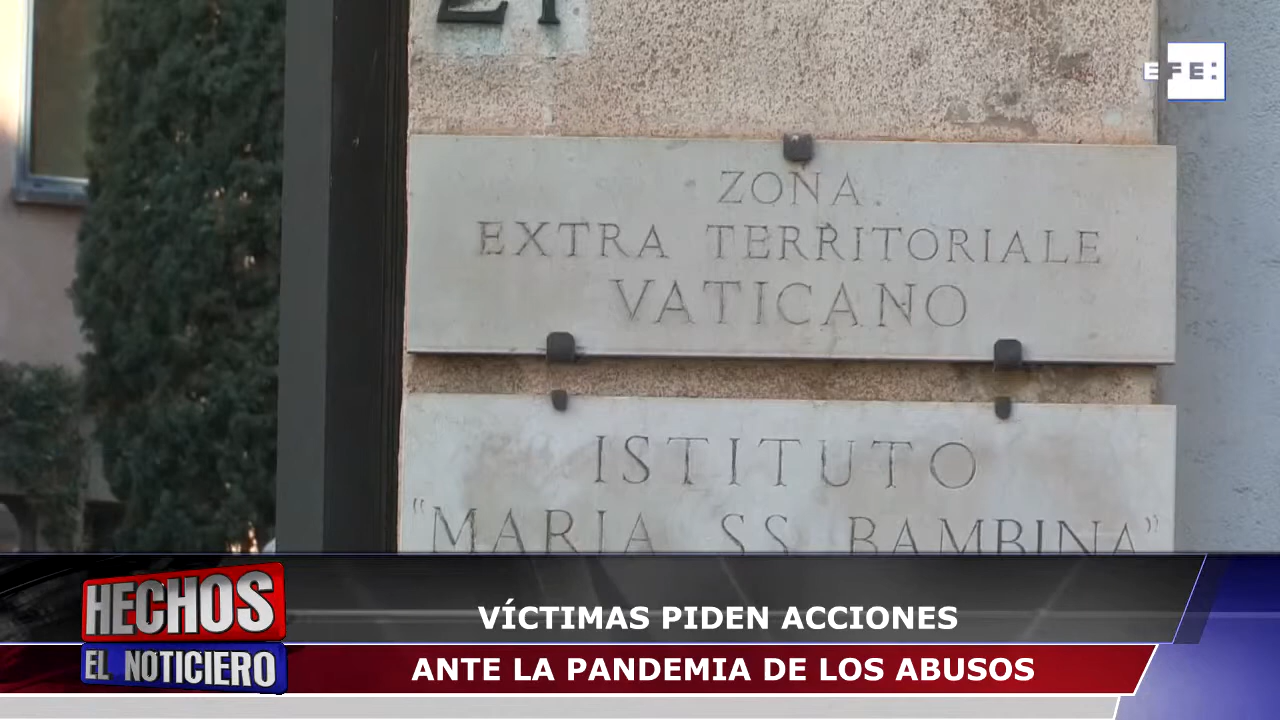 EFE:
ZONA
EXTRA TERRITORIALE
VATICANO
ISTITUTO
"MARIA SS BAMBINA"
HECHOS
EL NOTICIERO
VÍCTIMAS PIDEN ACCIONES
ANTE LA PANDEMIA DE LOS ABUSOS